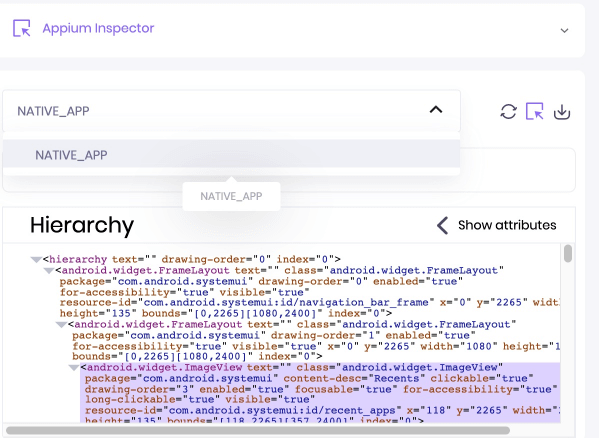 Appium Inspector
NATIVE_APP
NATIVE_APP
NATIVE_APP
Hierarchy
Show attributes
<hierarchy text="" drawing-order="0" index="0">
<android.widget.FrameLayout text="" class="android.widget.FrameLayout"
package="com.android.systemui" drawing-order="0" enabled="true"
for-accessibility="true" visible="true"
resource-id="com.android.systemui:id/navigation_bar_frame" x="0" y="2265" widt
height="135" bounds="[0,2265][1080,2400]" index="0">
<android.widget.FrameLayout text="" class="android.widget.FrameLayout"
package="com.android.systemui" drawing-order="1" enabled="true"
for-accessibility="true" visible="true" x="0" y="2265" width="1080" height="1
bounds="[0,2265][1080,2400]" index="0">
<android.widget.ImageView text="" class="android.widget.ImageView"
package="com.android.systemui" content-desc="Recents" clickable="true"
drawing-order="3" enabled="true" focusable="true" for-accessibility="true"
long-clickable="true" visible="true"
resource-id="com.android.systemui:id/recent_apps" x="118" y="2265" width="
height="135" bounds="[118,2265][357,2400]" index="0">